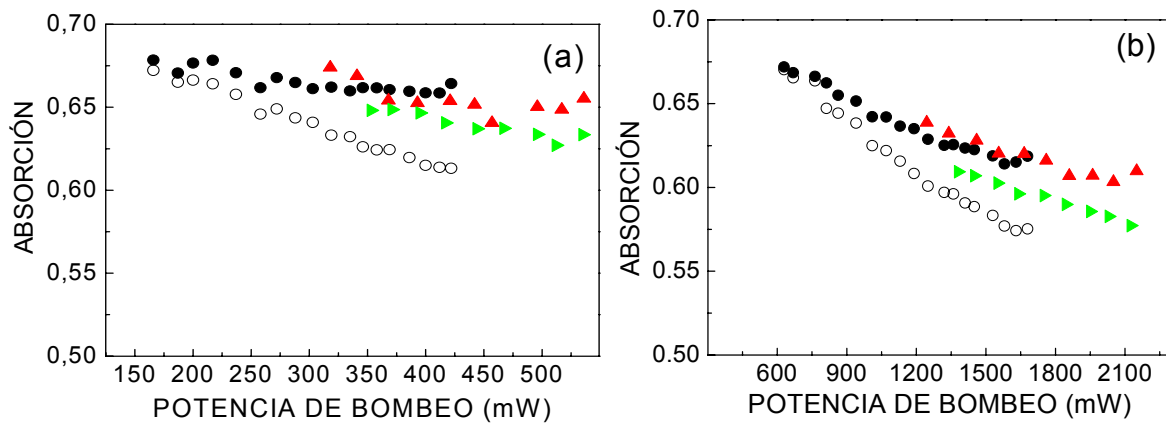 (a)
ABSORCIÓN
0,70
0,65
0,60
0,55
0,50
150 200 250 300 350 400 450 500
POTENCIA DE BOMBEO (mW)
(b)
ABSORCIÓN
0.70
0.65
0.60
0.55
0.50
600 900 1200 1500 1800 2100
POTENCIA DE BOMBEO (mW)